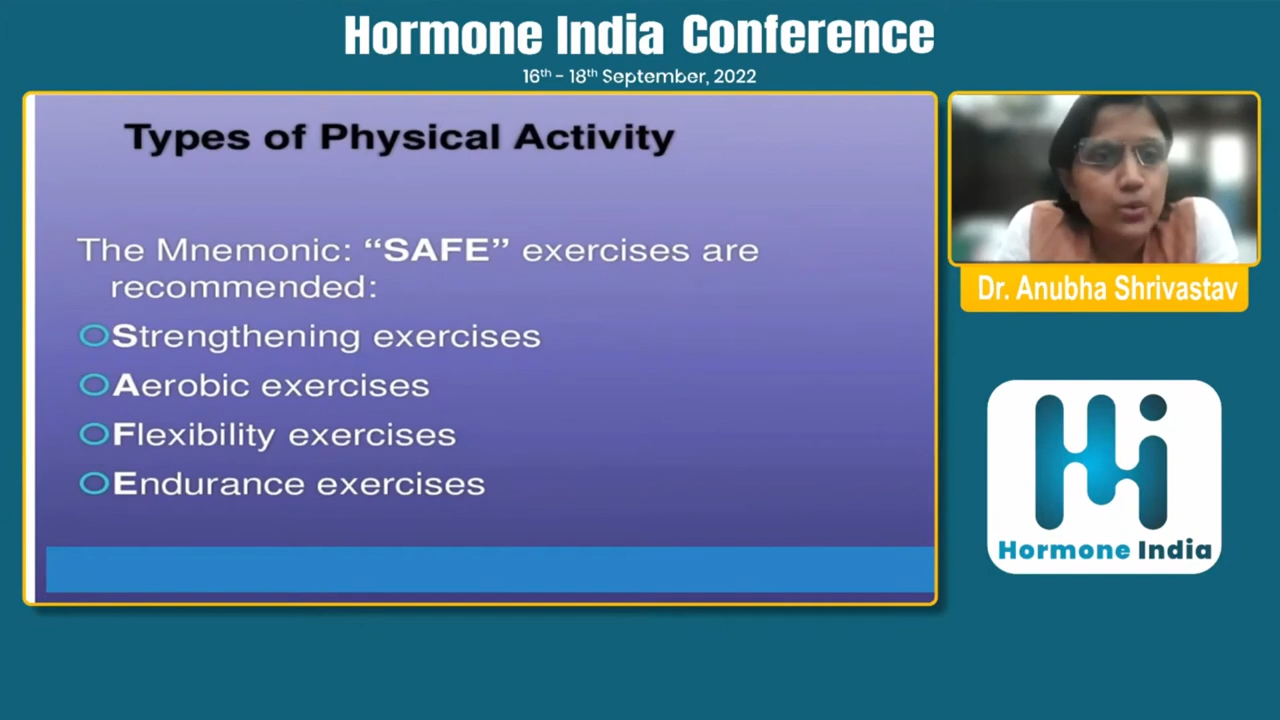 Hormone India Conference
16th - 18th September, 2022
Types of Physical Activity
The Mnemonic: “SAFE” exercises are
recommended:
Strengthening exercises
Aerobic exercises
Flexibility exercises
Endurance exercises
Dr. Anubha Shrivastav
Hi
Hormone India